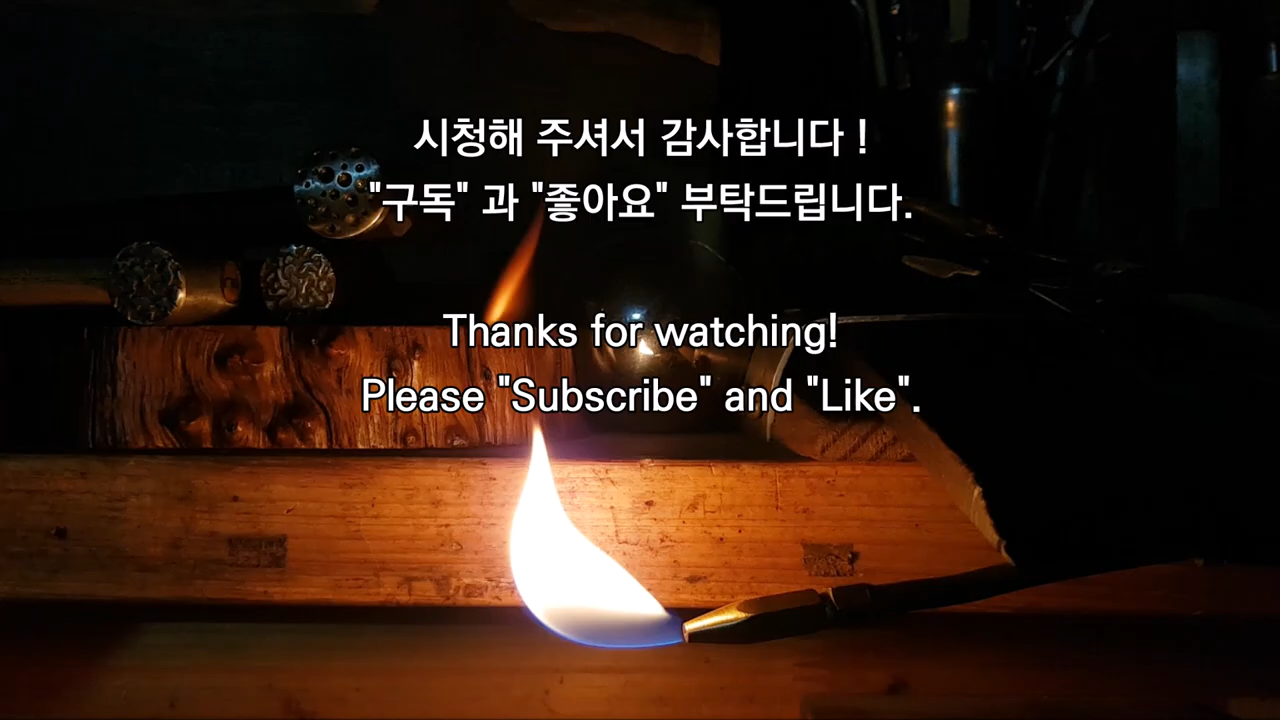 시청해 주셔서 감사합니다 !
"구독" 과 "좋아요" 부탁드립니다.
Thanks for watching!
Please "Subscribe" and "Like".